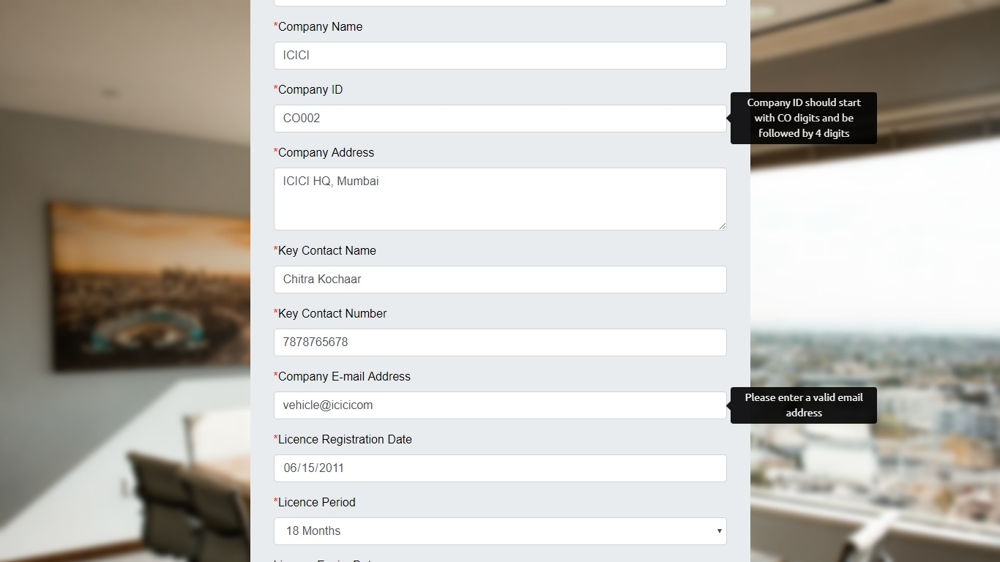 *Company Name
ICICI
*Company ID
CO002
Company ID should start
with CO digits and be
followed by 4 digits
*Company Address
ICICI HQ, Mumbai
*Key Contact Name
Chitra Kochaar
*Key Contact Number
7878765678
*Company E-mail Address
vehicle@icicicom
Please enter a valid email
address
*Licence Registration Date
06/15/2011
*Licence Period
18 Months